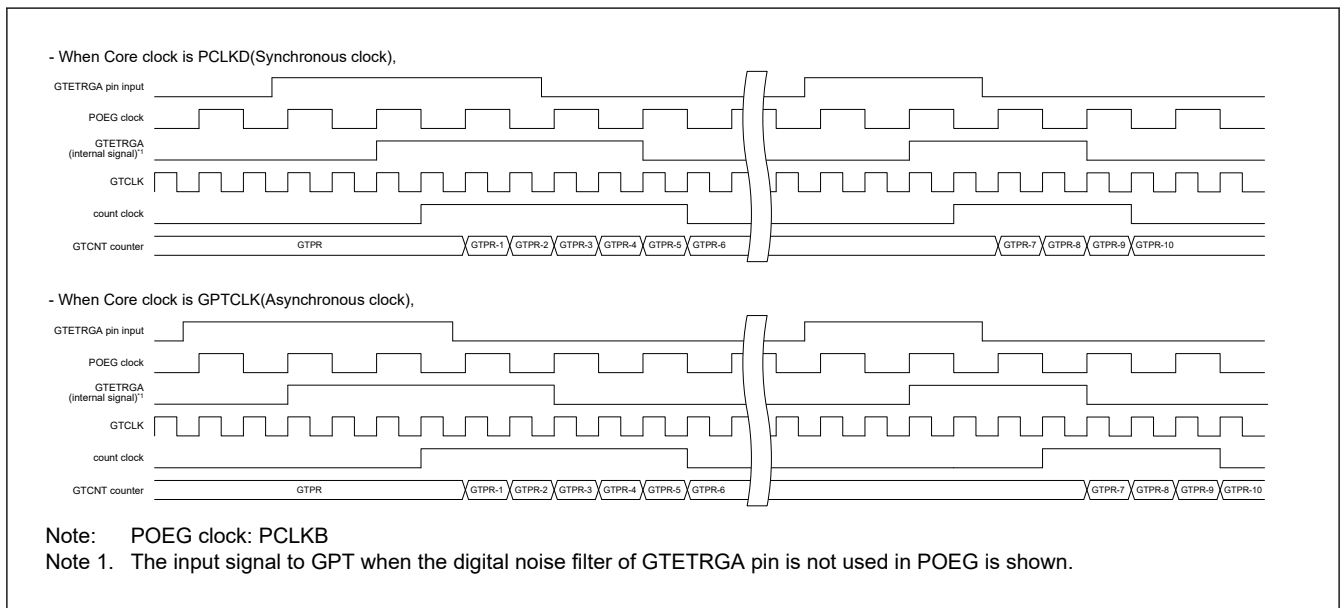 - When Core clock is PCLKD(Synchronous clock),
GTETRGA pin input
POEG clock
GTETRGA
(internal signal)*1
GTCLK
count clock
GTCNT counter GTPR GTPR-1 GTPR-2 GTPR-3 GTPR-4 GTPR-5 GTPR-6 GTPR-7 GTPR-8 GTPR-9 GTPR-10
- When Core clock is GPTCLK(Asynchronous clock),
GTETRGA pin input
POEG clock
GTETRGA
(internal signal)*1
GTCLK
count clock
GTCNT counter GTPR GTPR-1 GTPR-2 GTPR-3 GTPR-4 GTPR-5 GTPR-6 GTPR-7 GTPR-8 GTPR-9 GTPR-10
Note: POEG clock: PCLKB
Note 1. The input signal to GPT when the digital noise filter of GTETRGA pin is not used in POEG is shown.